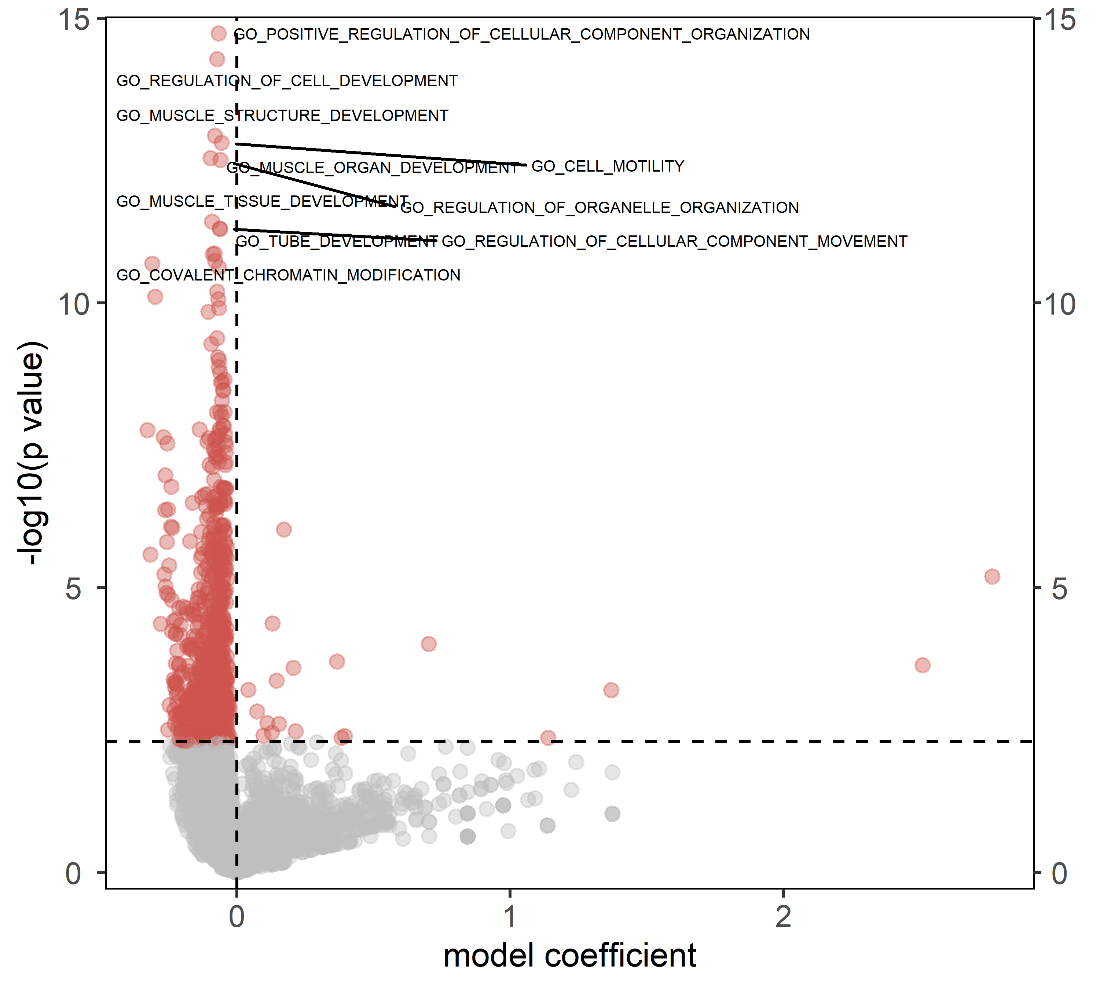 15
15
GO_POSITIVE_REGULATION_OF_CELLULAR_COMPONENT_ORGANIZATION
GO_REGULATION_OF_CELL_DEVELOPMENT
GO_MUSCLE_STRUCTURE_DEVELOPMENT
GO_MUSCLE_ORGAN_DEVELOPMENT
GO_CELL_MOTILITY
GO_MUSCLE_TISSUE_DEVELOPMENT
GO_REGULATION_OF_ORGANELLE_ORGANIZATION
GO_TUBE_DEVELOPMENT
GO_REGULATION_OF_CELLULAR_COMPONENT_MOVEMENT
GO_COVALENT_CHROMATIN_MODIFICATION
10
10
-log10(p value)
5
5
0
0
0
1
2
model coefficient